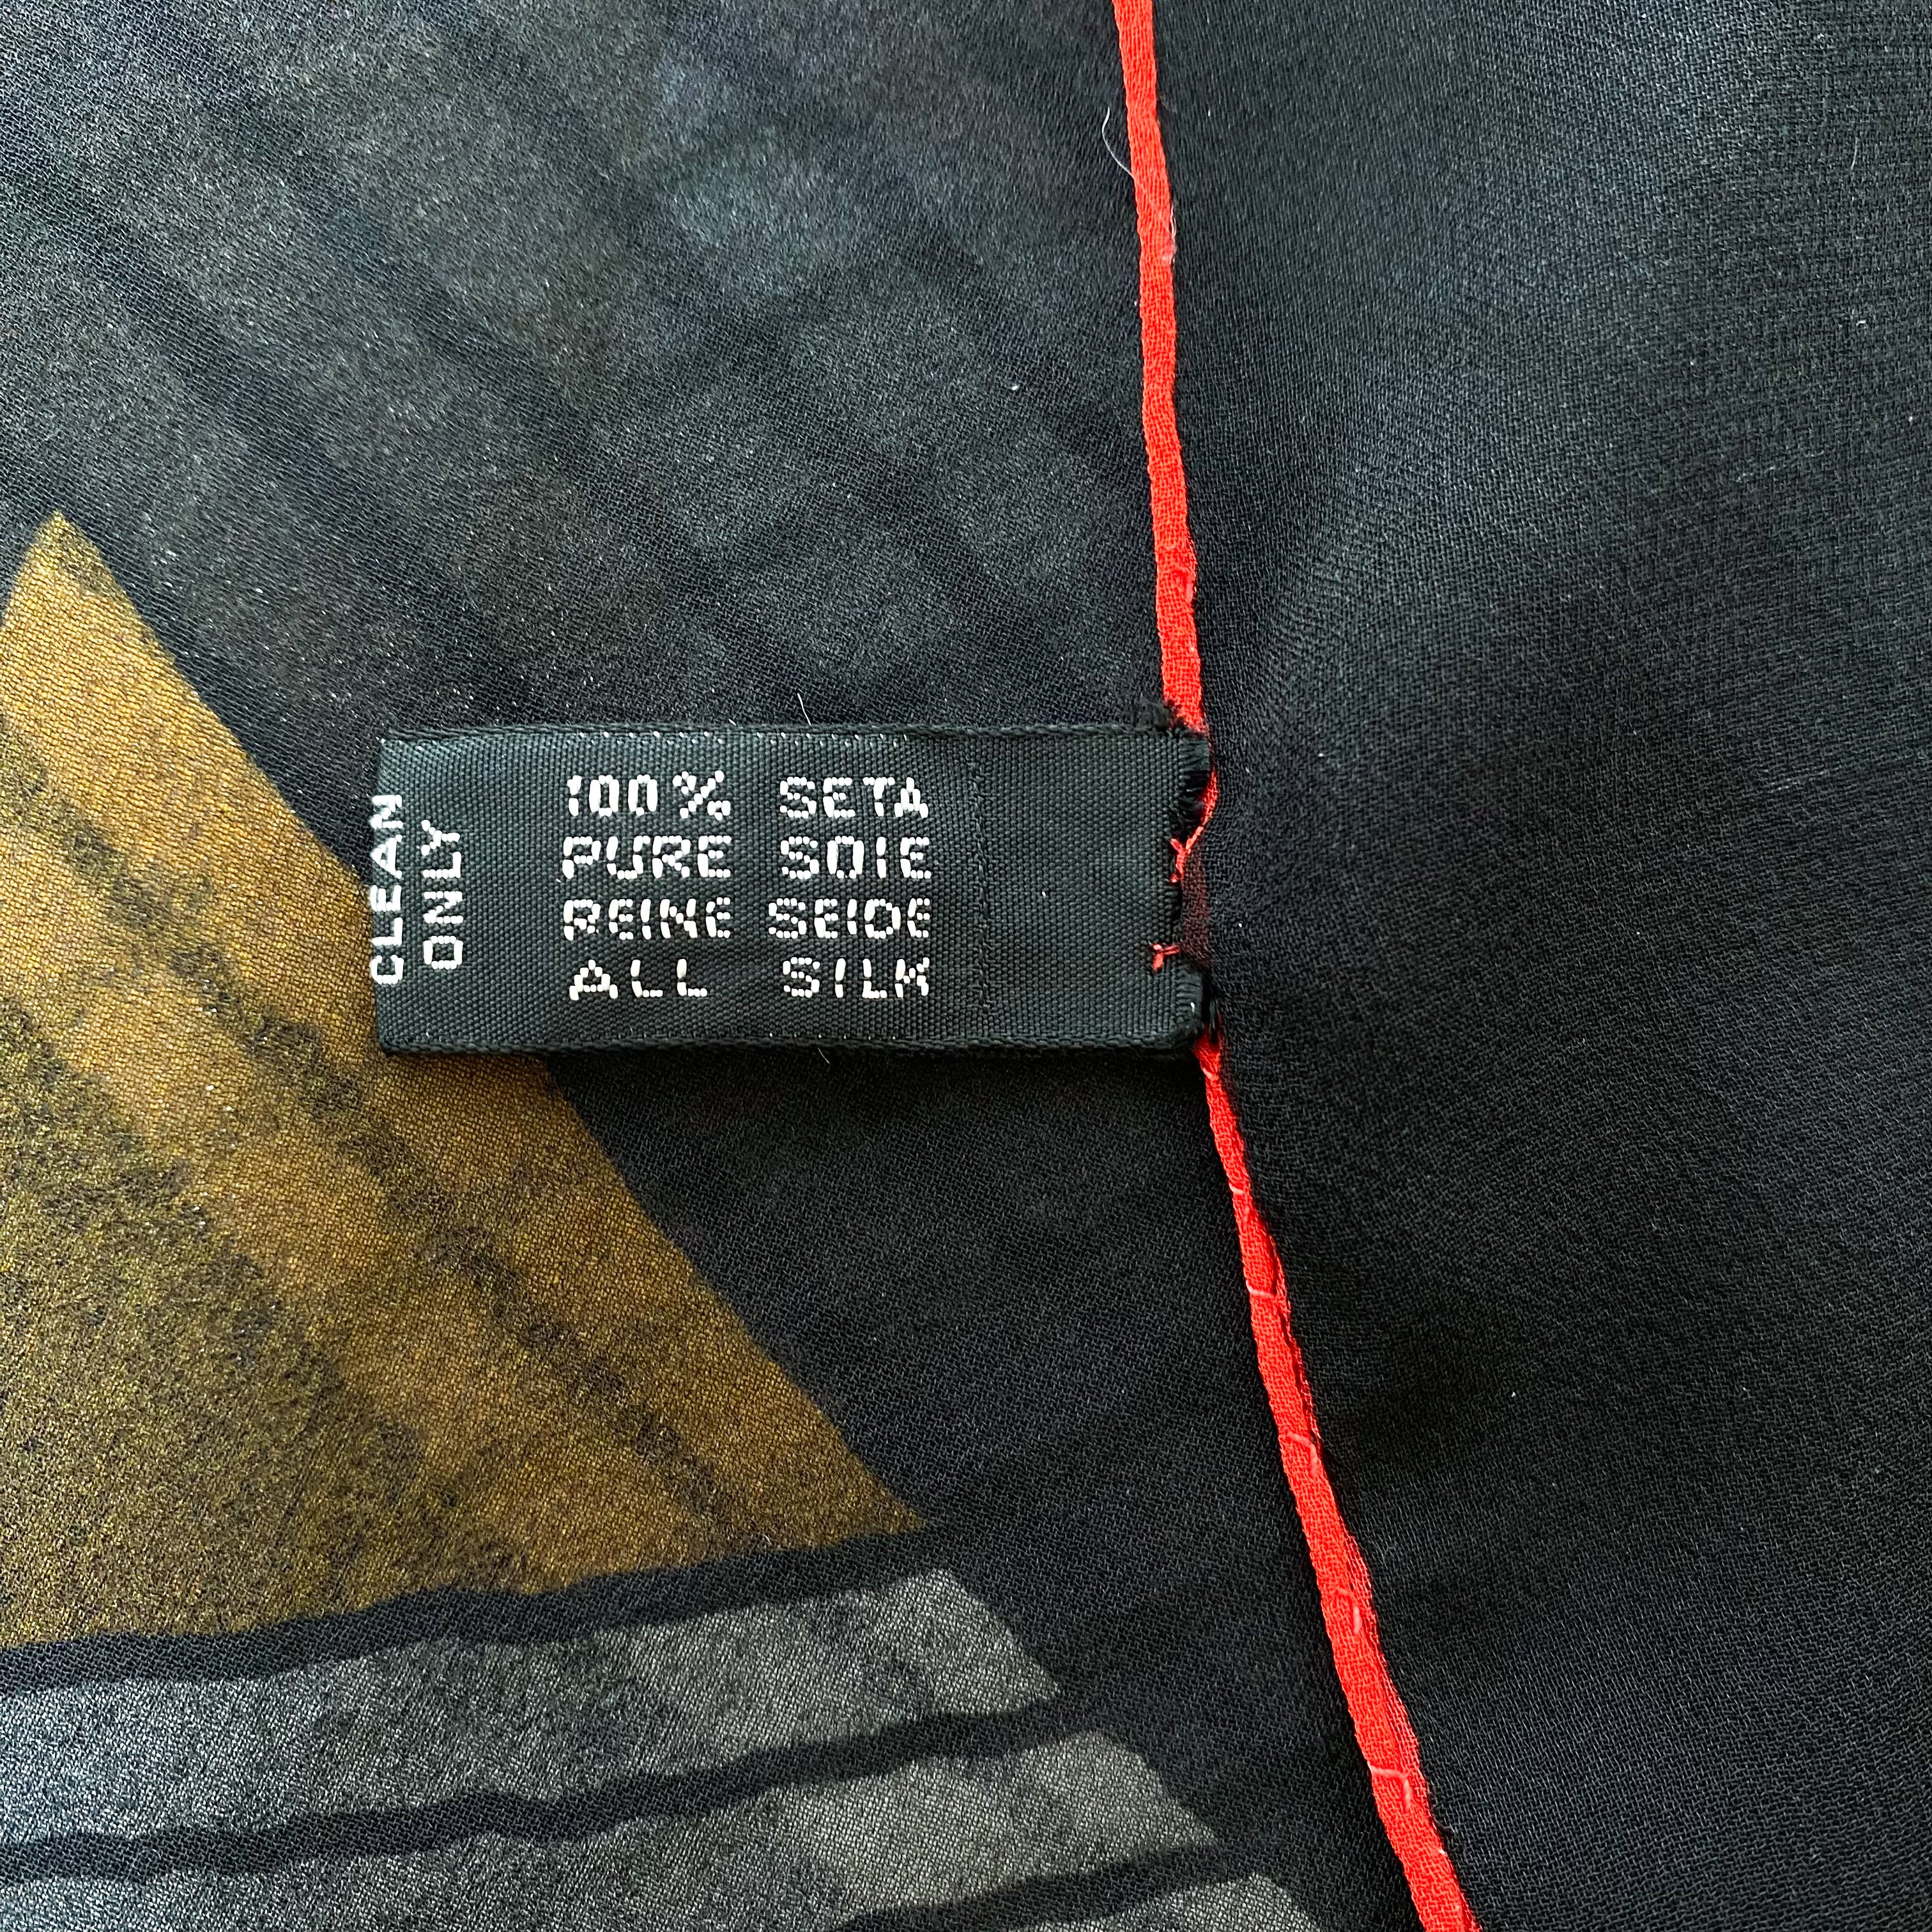 100% SETA
PURE SOIE
REINE SEIDE
ALL SILK
CLEAN
ONLY